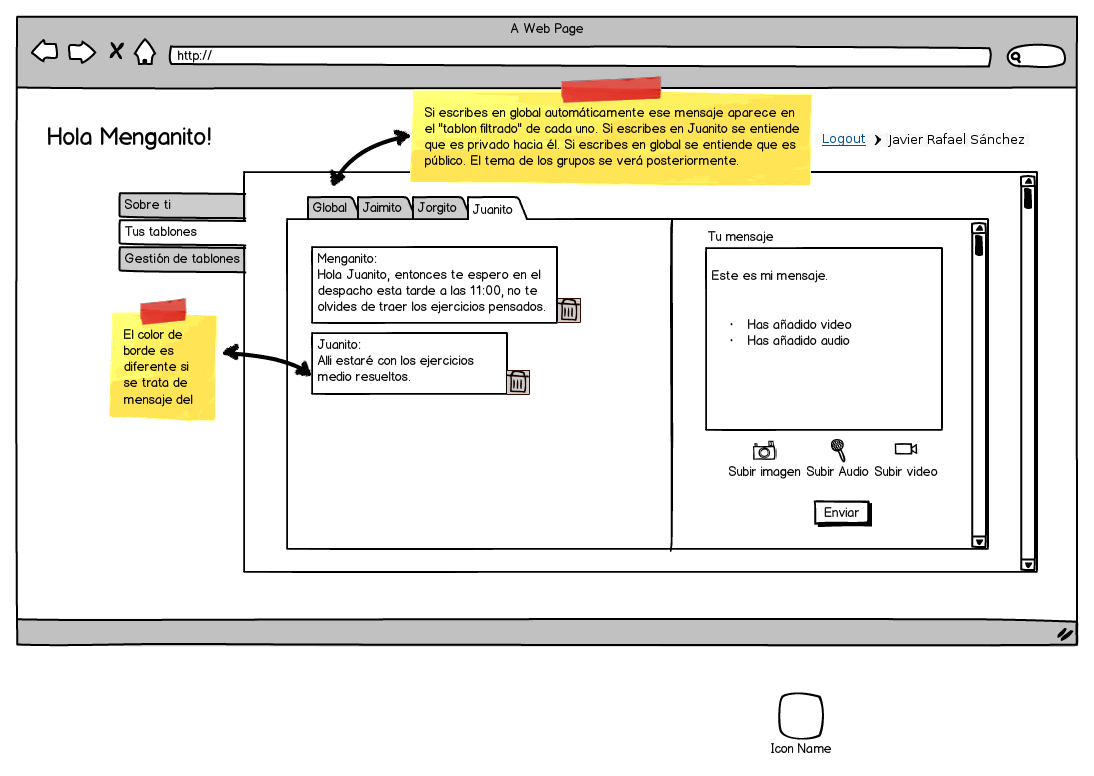 A Web Page
http://
Si escribes en global automáticamente ese mensaje aparece en
el "tablon filtrado" de cada uno. Si escribes en Juanito se entiende
que es privado hacia él. Si escribes en global se entiende que es
público. El tema de los grupos se verá posteriormente.
Hola Menganito!
Logout
Javier Rafael Sánchez
Sobre ti
Tus tablones
Gestión de tablones
Global
Jaimito
Jorgito
Juanito
Menganito:
Hola Juanito, entonces te espero en el
despacho esta tarde a las 11:00, no te
olvides de traer los ejercicios pensados.
Juanito:
Alli estaré con los ejercicios
medio resueltos.
El color de
borde es
diferente si
se trata de
mensaje del
Tu mensaje
Este es mi mensaje.
· Has añadido video
· Has añadido audio
Subir imagen
Subir Audio
Subir video
Enviar
Icon Name